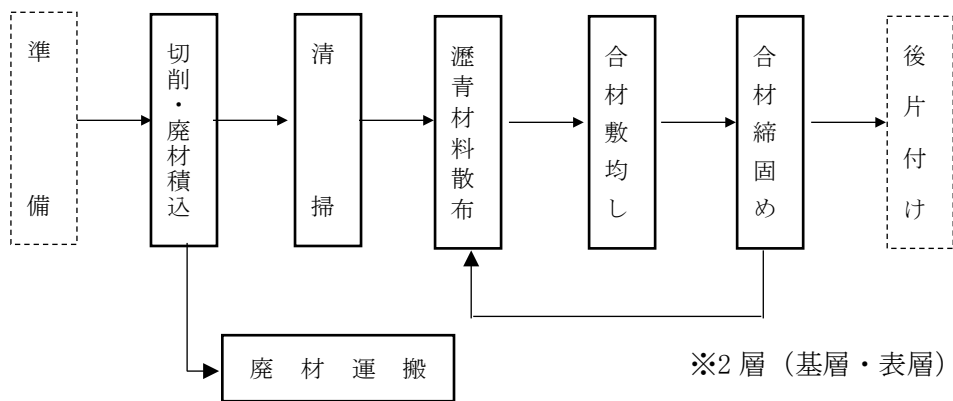 準備
切削・廃材積込
清掃
瀝青材料散布
合材敷均し
合材締固め
後片付け
廃材運搬
※2層（基層・表層）